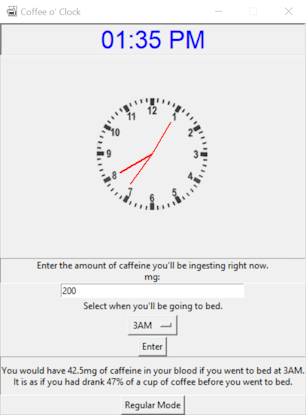 Coffee o' Clock
01:35 PM
12
11 1
10 2
9 3
8 4
7 5
6
Enter the amount of caffeine you'll be ingesting right now.
mg:
200
Select when you'll be going to bed.
3AM
Enter
You would have 42.5mg of caffeine in your blood if you went to bed at 3AM.
It is as if you had drank 47% of a cup of coffee before you went to bed.
Regular Mode